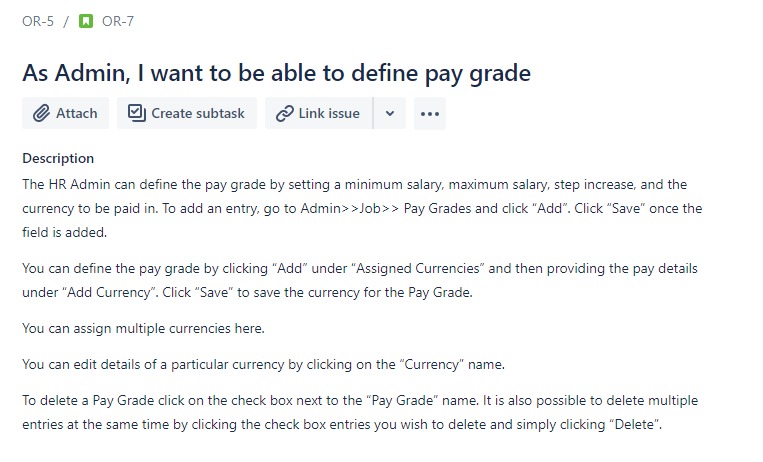 OR-5 / OR-7
As Admin, I want to be able to define pay grade
Attach Create subtask Link issue
Description
The HR Admin can define the pay grade by setting a minimum salary, maximum salary, step increase, and the
currency to be paid in. To add an entry, go to Admin>>Job>> Pay Grades and click “Add”. Click “Save” once the
field is added.
You can define the pay grade by clicking “Add” under “Assigned Currencies” and then providing the pay details
under “Add Currency”. Click “Save” to save the currency for the Pay Grade.
You can assign multiple currencies here.
You can edit details of a particular currency by clicking on the “Currency” name.
To delete a Pay Grade click on the check box next to the “Pay Grade” name. It is also possible to delete multiple
entries at the same time by clicking the check box entries you wish to delete and simply clicking “Delete”.